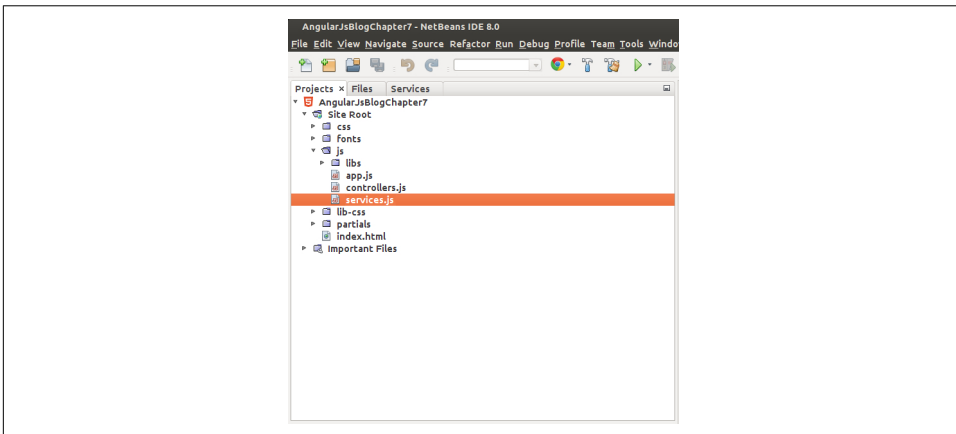 AngularJsBlogChapter7 - NetBeans IDE 8.0
File Edit View Navigate Source Refactor Run Debug Profile Team Tools Windo
Projects × Files Services
AngularJsBlogChapter7
Site Root
css
fonts
js
libs
app.js
controllers.js
services.js
lib-css
partials
index.html
Important Files